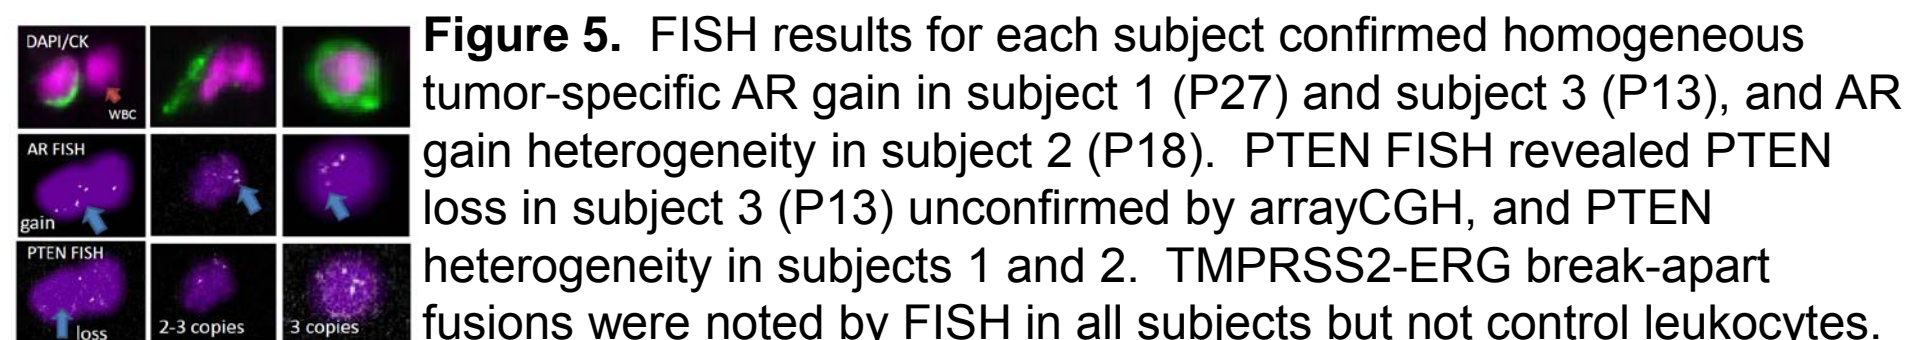 DAPI/CK
WBC
AR FISH
gain
PTEN FISH
loss
2-3 copies
3 copies
Figure 5. FISH results for each subject confirmed homogeneous
tumor-specific AR gain in subject 1 (P27) and subject 3 (P13), and AR
gain heterogeneity in subject 2 (P18). PTEN FISH revealed PTEN
loss in subject 3 (P13) unconfirmed by arrayCGH, and PTEN
heterogeneity in subjects 1 and 2. TMPRSS2-ERG break-apart
fusions were noted by FISH in all subjects but not control leukocytes.